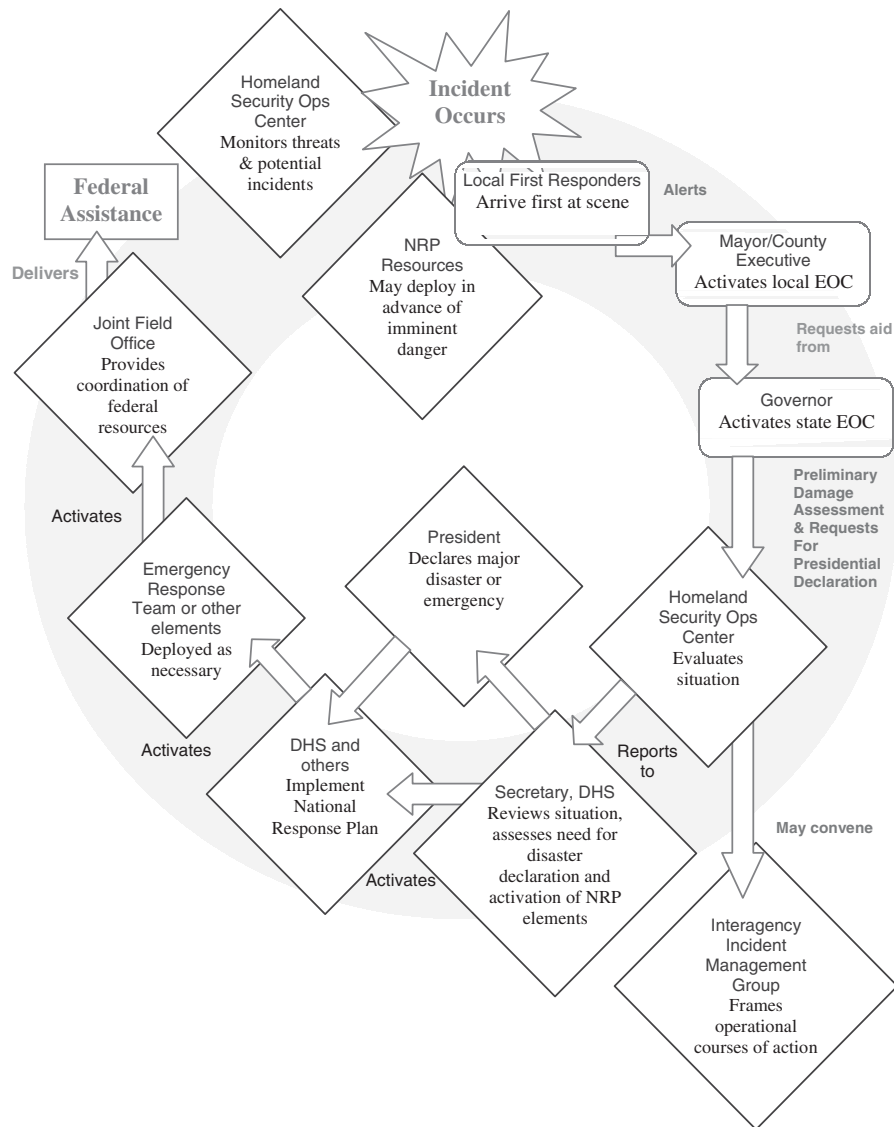 Homeland
Security Ops
Center
Monitors threats
& potential
incidents
Incident
Occurs
Local First Responders
Arrive first at scene
Alerts
Mayor/County
Executive
Activates local EOC
Requests aid
from
Governor
Activates state EOC
Preliminary
Damage
Assessment
& Requests
For
Presidential
Declaration
Homeland
Security Ops
Center
Evaluates
situation
May convene
Interagency
Incident
Management
Group
Frames
operational
courses of action
Reports
to
Secretary, DHS
Reviews situation,
assesses need for
disaster
declaration and
activation of NRP
elements
President
Declares major
disaster or
emergency
Activates
DHS and
others
Implement
National
Response Plan
Activates
Emergency
Response
Team or other
elements
Deployed as
necessary
Activates
Joint Field
Office
Provides
coordination of
federal
resources
Delivers
Federal
Assistance
NRP
Resources
May deploy in
advance of
imminent
danger